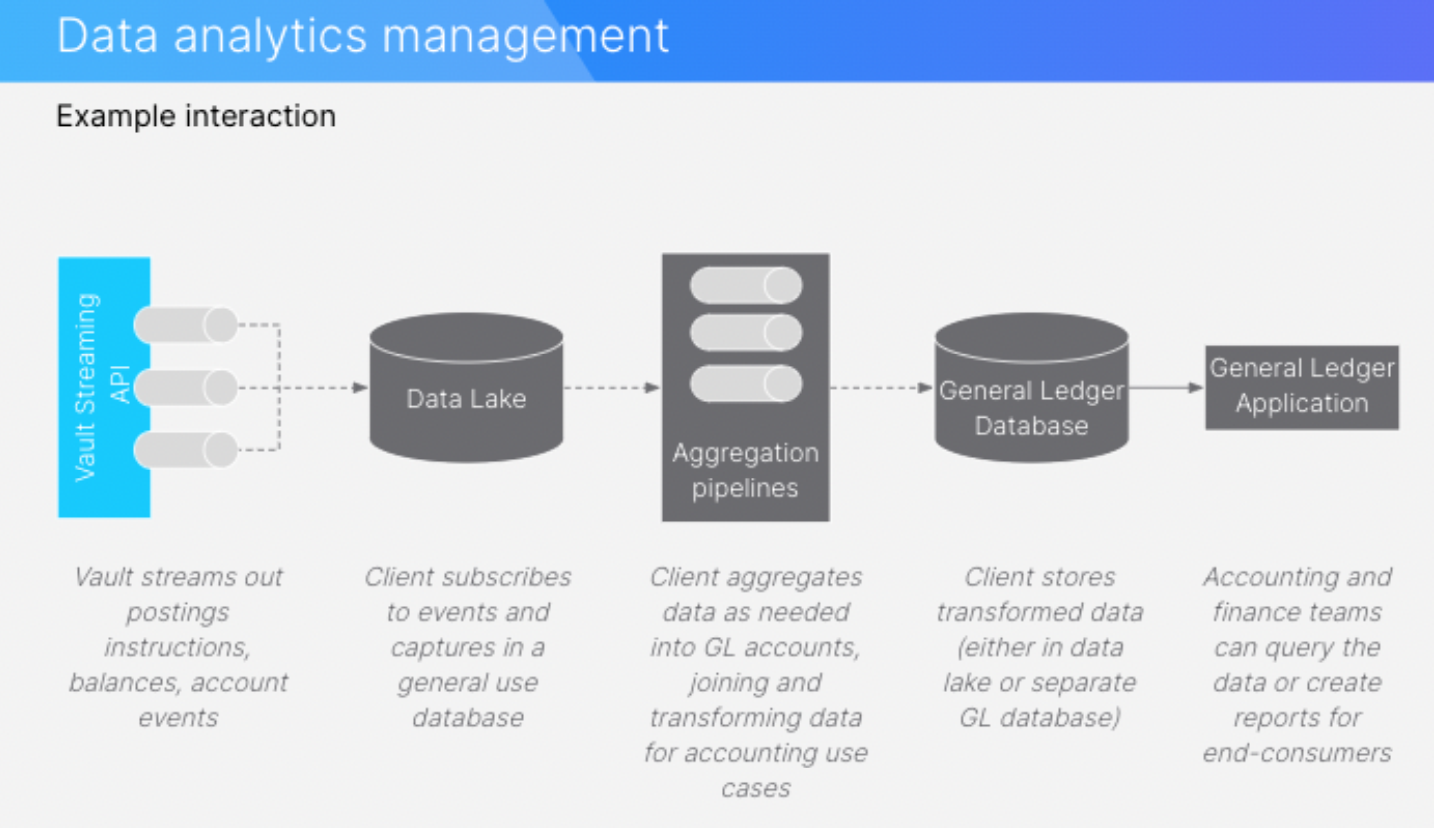 Data analytics management
Example interaction
Vault Streaming
API
Data Lake
Aggregation
pipelines
General Ledger
Database
General Ledger
Application
Vault streams out
postings
instructions,
balances, account
events
Client subscribes
to events and
captures in a
general use
database
Client aggregates
data as needed
into GL accounts,
joining and
transforming data
for accounting use
cases
Client stores
transformed data
(either in data
lake or separate
GL database)
Accounting and
finance teams
can query the
data or create
reports for
end-consumers